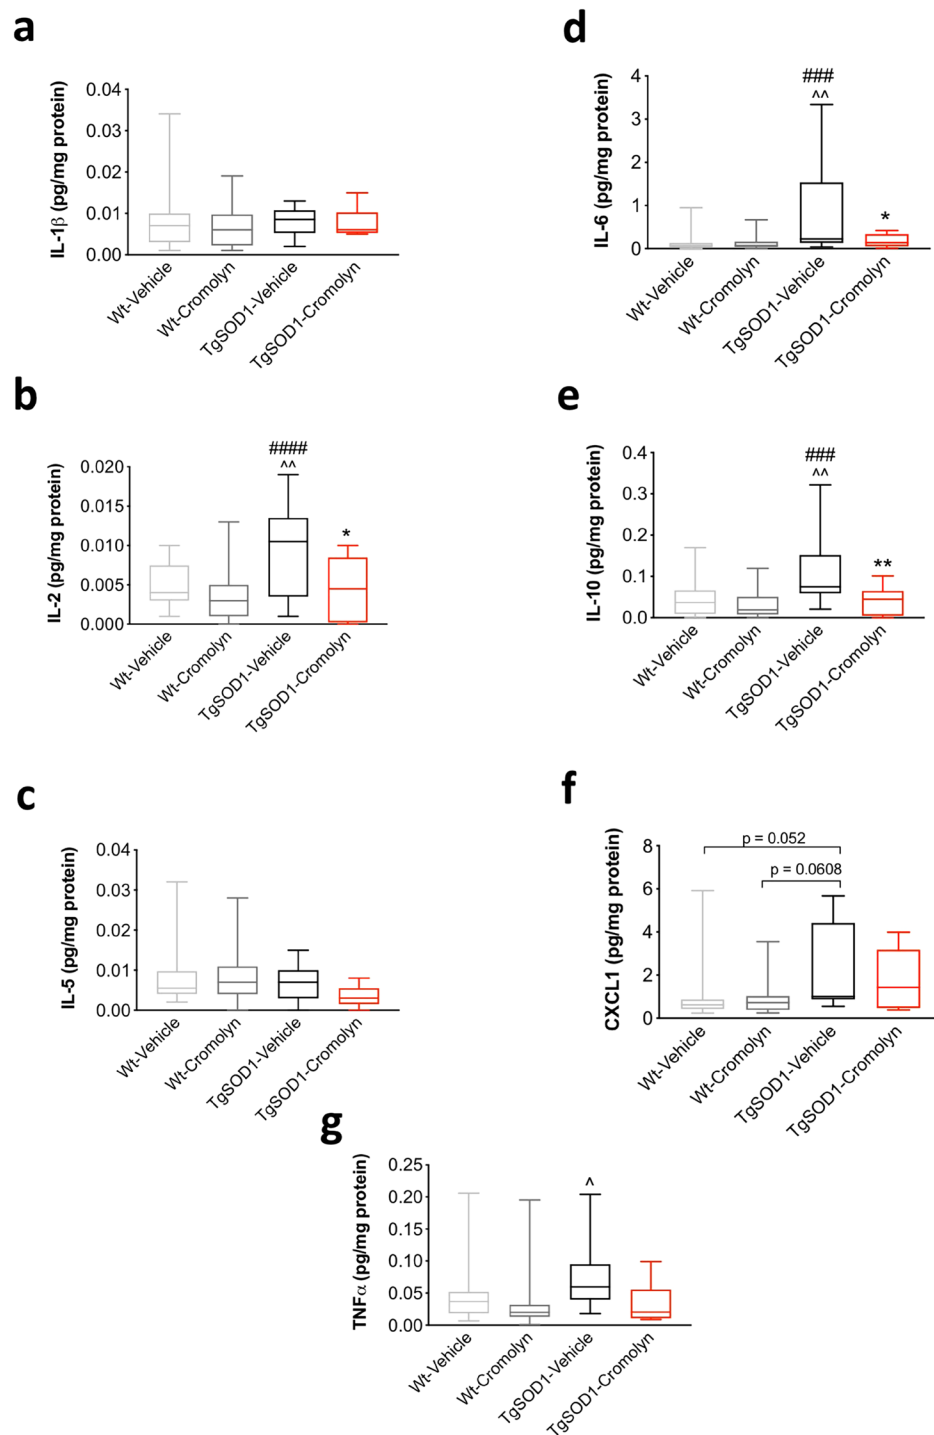 a
IL-1β (pg/mg protein)
0.04
0.03
0.02
0.01
0.00
Wt-Vehicle
Wt-Cromolyn
TgSOD1-Vehicle
TgSOD1-Cromolyn
d
IL-6 (pg/mg protein)
4
3
2
1
0
###
^^
*
Wt-Vehicle
Wt-Cromolyn
TgSOD1-Vehicle
TgSOD1-Cromolyn
b
IL-2 (pg/mg protein)
0.020
0.015
0.010
0.005
0.000
####
^^
*
Wt-Vehicle
Wt-Cromolyn
TgSOD1-Vehicle
TgSOD1-Cromolyn
e
IL-10 (pg/mg protein)
0.4
0.3
0.2
0.1
0.0
###
^^
**
Wt-Vehicle
Wt-Cromolyn
TgSOD1-Vehicle
TgSOD1-Cromolyn
c
IL-5 (pg/mg protein)
0.04
0.03
0.02
0.01
0.00
Wt-Vehicle
Wt-Cromolyn
TgSOD1-Vehicle
TgSOD1-Cromolyn
f
CXCL1 (pg/mg protein)
8
6
4
2
0
p = 0.052
p = 0.0608
Wt-Vehicle
Wt-Cromolyn
TgSOD1-Vehicle
TgSOD1-Cromolyn
g
TNFα (pg/mg protein)
0.25
0.20
0.15
0.10
0.05
0.00
^
Wt-Vehicle
Wt-Cromolyn
TgSOD1-Vehicle
TgSOD1-Cromolyn